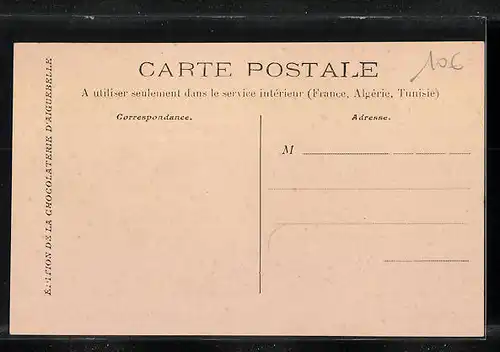 106
CARTE POSTALE
A utiliser seulement dans le service intérieur (France, Algérie, Tunisie)
Correspondance.
Adresse.
M
ÉDITION DE LA CHOCOLATERIE D'AIGUEBELLE